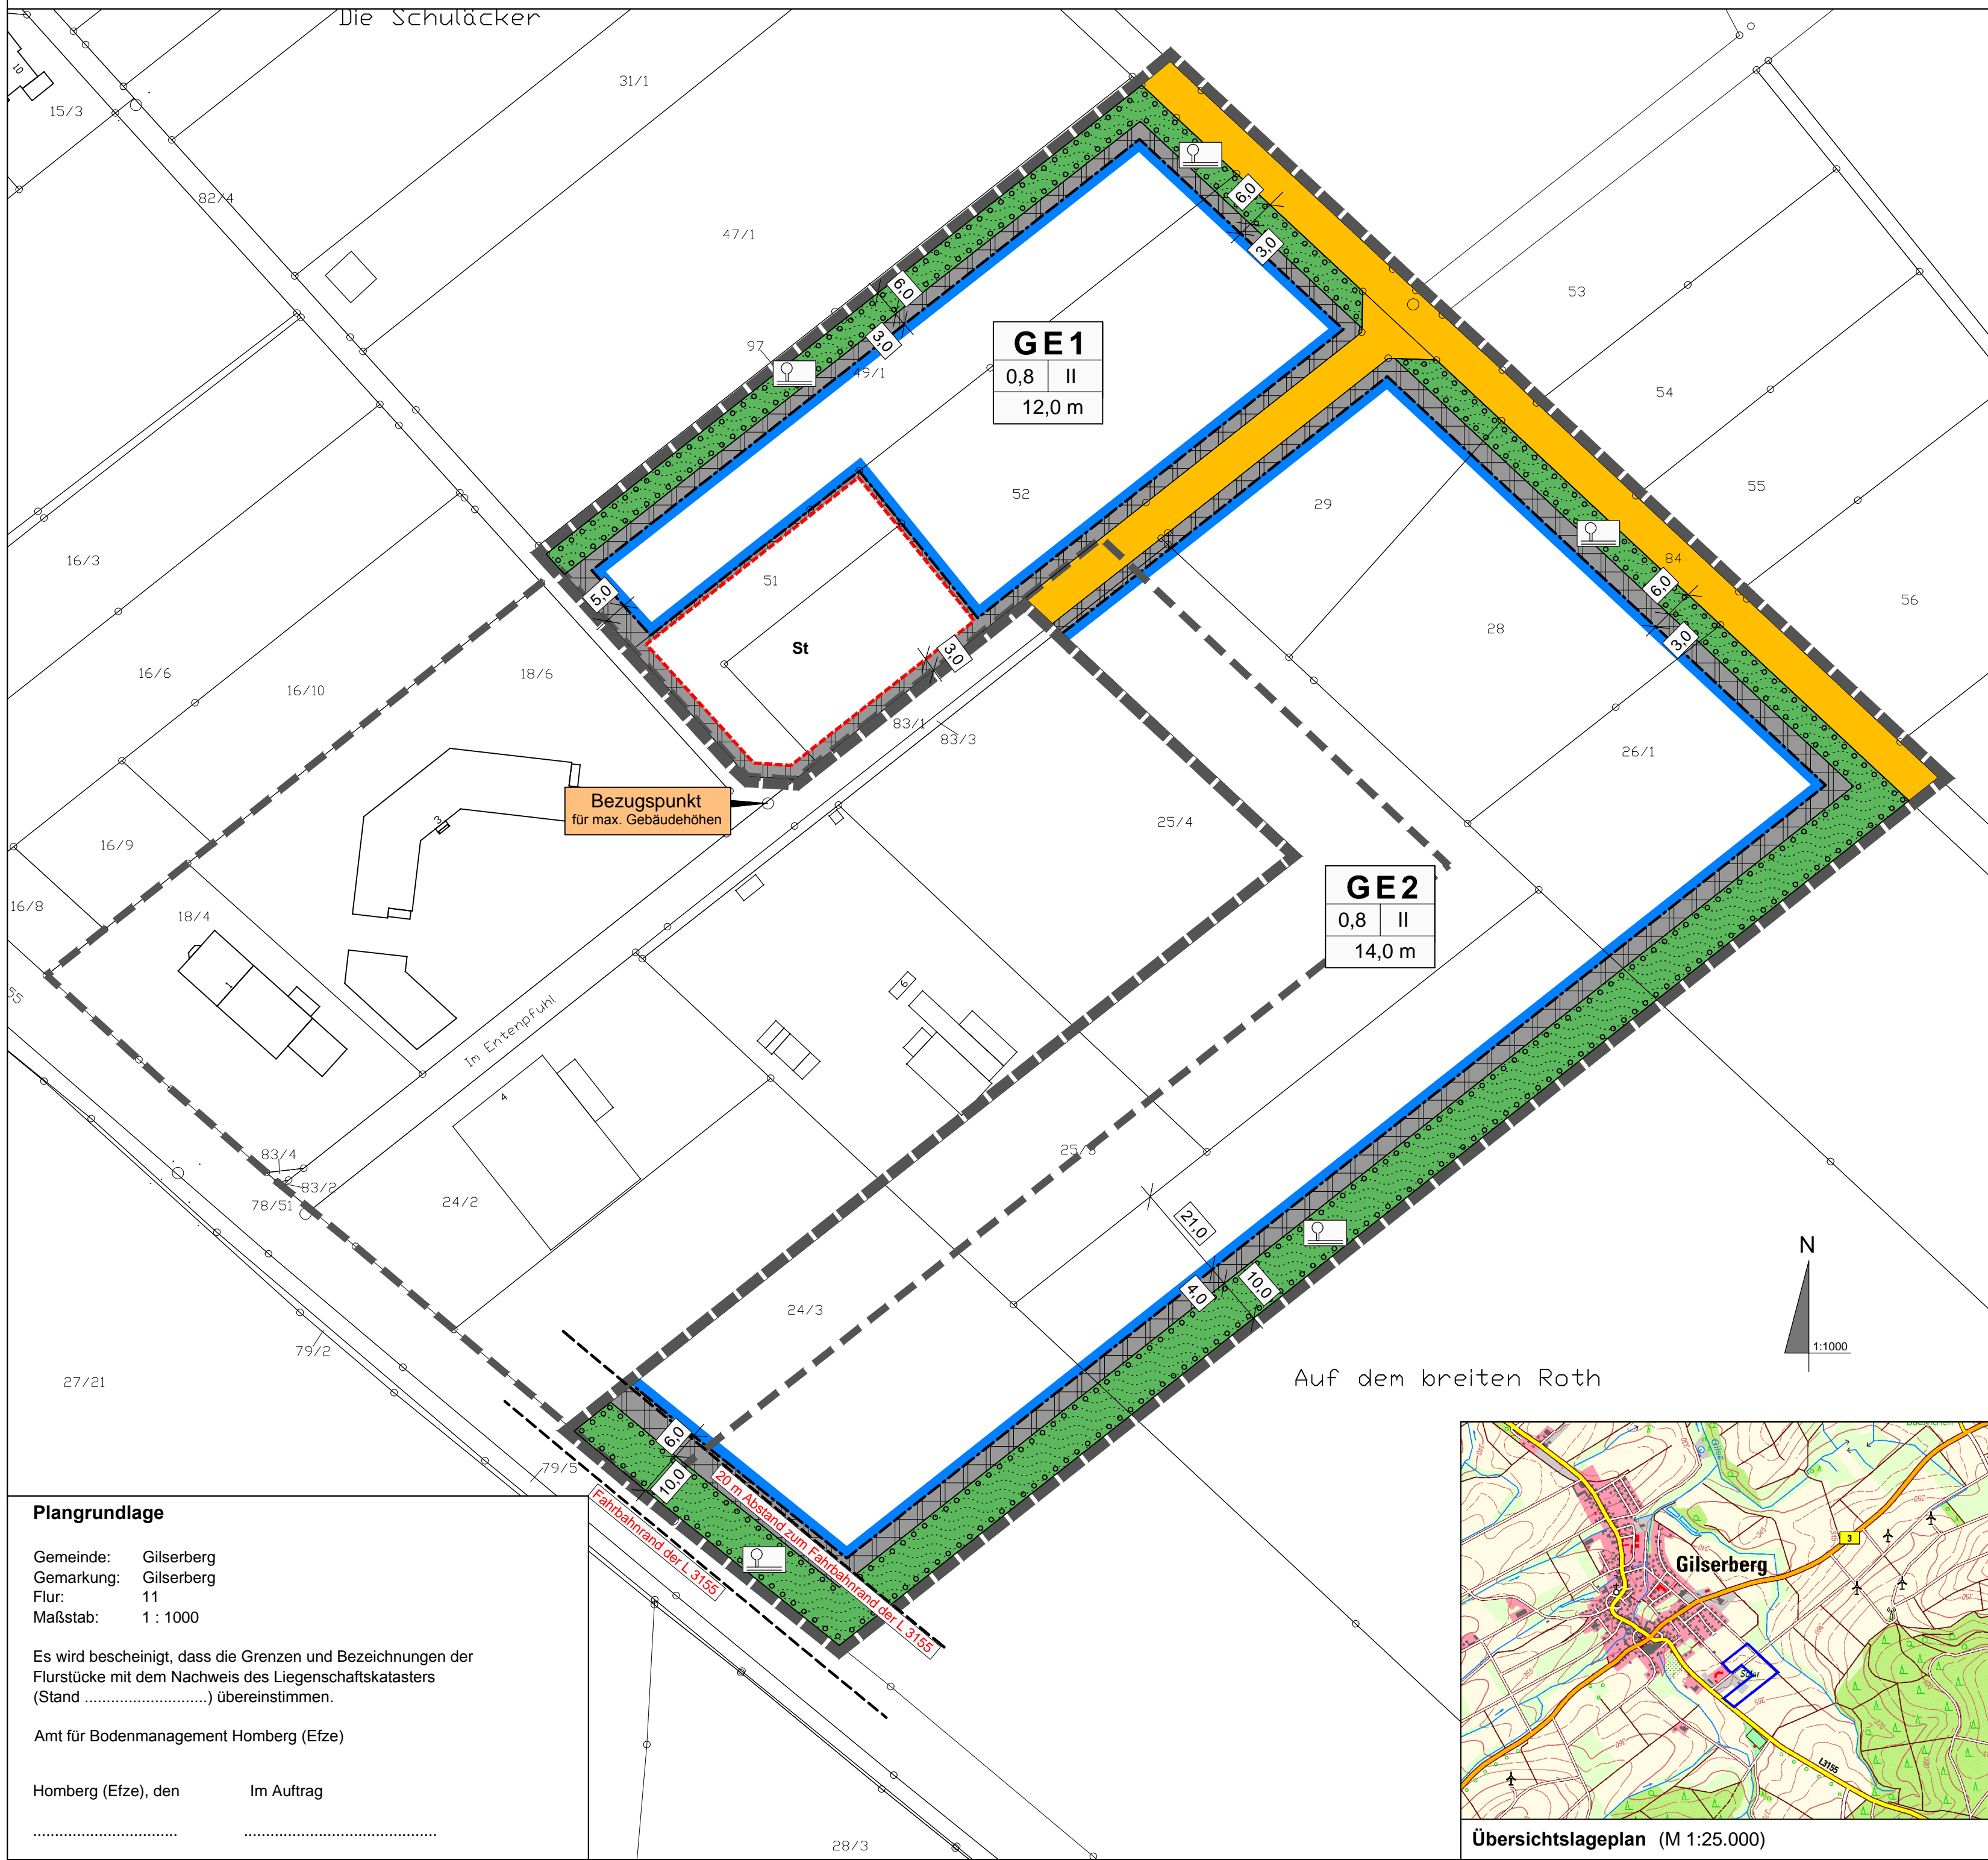 Die Schuläcker
10
31/1
15/3
82/4
47/1
6,0
3,0
53
6,0
3,0
97
49/1
GE1
0,8 II
12,0 m
54
52
29
55
84
16/3
51
5,0
6,0
56
28
3,0
St
3,0
16/6
16/10
18/6
83/1
83/3
26/1
Bezugspunkt
für max. Gebäudehöhen
3
25/4
16/9
GE2
0,8 II
14,0 m
16/8
18/4
1
55
6
Im Entenpfuhl
4
25/3
83/4
83/2
78/51
24/2
21,0
10,0
4,0
N
1:1000
24/3
79/2
27/21
Auf dem breiten Roth
6,0
10,0
79/5
20 m Abstand zum Fahrbahnrand der L 3155
Fahrbahnrand der L 3155
28/3
Plangrundlage
Gemeinde: Gilserberg
Gemarkung: Gilserberg
Flur: 11
Maßstab: 1 : 1000
Es wird bescheinigt, dass die Grenzen und Bezeichnungen der
Flurstücke mit dem Nachweis des Liegenschaftskatasters
(Stand ............................) übereinstimmen.
Amt für Bodenmanagement Homberg (Efze)
Homberg (Efze), den Im Auftrag
................................. ............................................
Gilserberg
3
L3155
Übersichtslageplan (M 1:25.000)